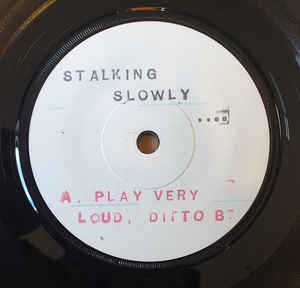 STALKING
SLOWLY ....
A. PLAY VERY
LOUD, DITTO B